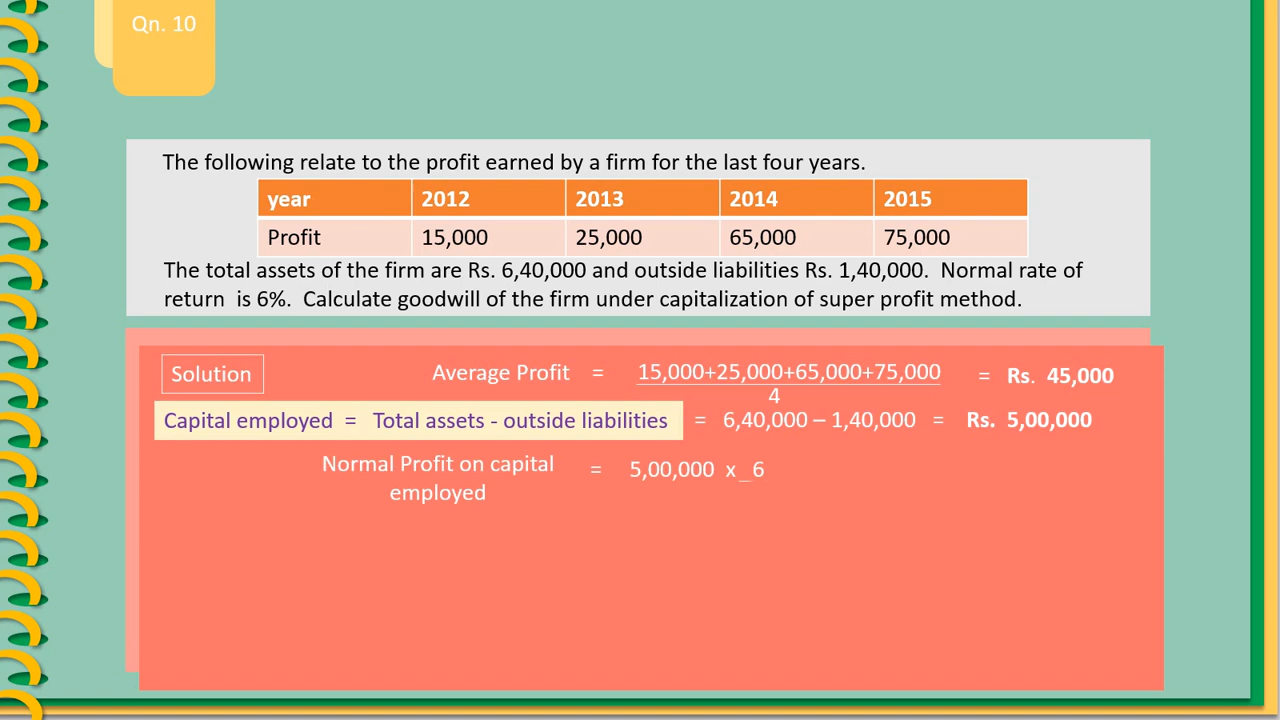 Qn. 10
The following relate to the profit earned by a firm for the last four years.
year 2012 2013 2014 2015
Profit 15,000 25,000 65,000 75,000
The total assets of the firm are Rs. 6,40,000 and outside liabilities Rs. 1,40,000. Normal rate of
return is 6%. Calculate goodwill of the firm under capitalization of super profit method.
Solution Average Profit = 15,000+25,000+65,000+75,000 = Rs. 45,000
4
Capital employed = Total assets - outside liabilities = 6,40,000 – 1,40,000 = Rs. 5,00,000
Normal Profit on capital = 5,00,000 x _6
employed